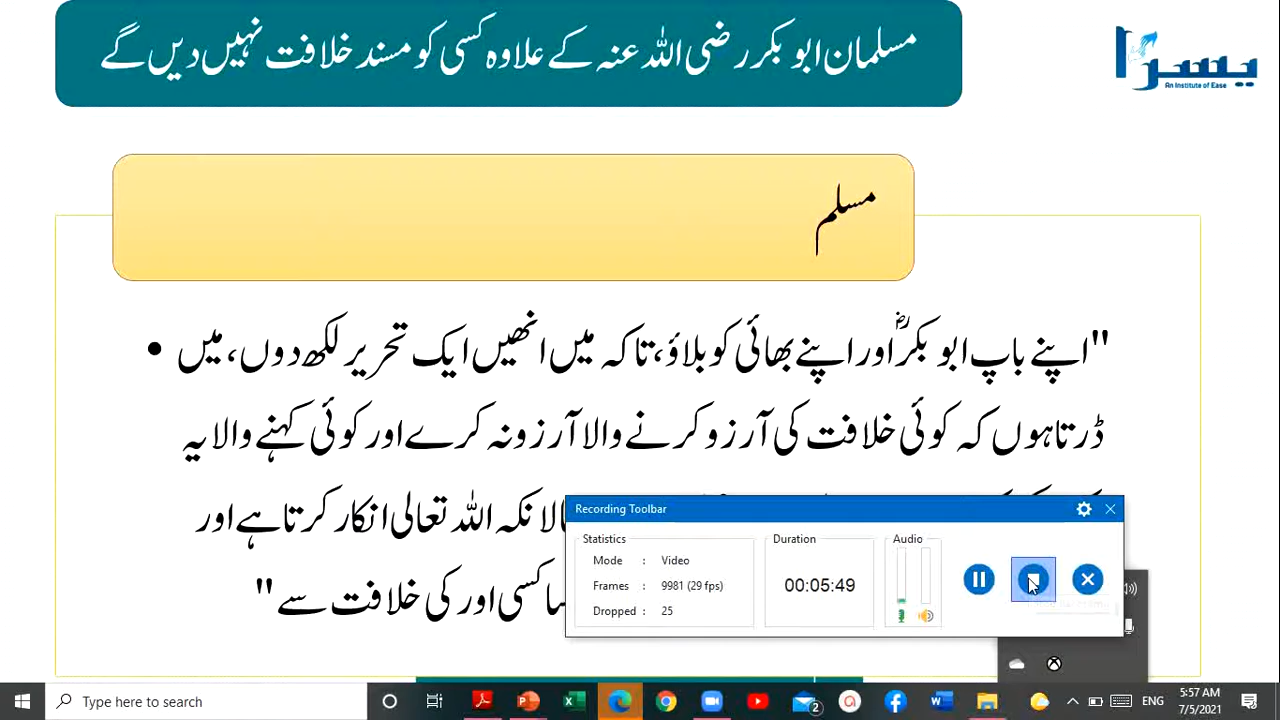 مسلمان ابو بکر رضی اللہ عنہ کے علاوہ کسی کو مسند خلافت نہیں دیں گے
یسرا
An Institute of Ease
مسلم
• "اپنے باپ ابو بکرؓ اور اپنے بھائی کو بلاؤ، تاکہ میں انھیں ایک تحریر لکھ دوں، میں
ڈرتا ہوں کہ کوئی خلافت کی آرزو کرنے والا آرزو نہ کرے اور کوئی کہنے والا یہ
اللہ تعالی انکار کرتا ہے اور
کسی اور کی خلافت سے"
Recording Toolbar
Statistics
Mode : Video
Frames : 9981 (29 fps)
Dropped : 25
Duration
00:05:49
Audio
Type here to search
2
ENG
5:57 AM
7/5/2021